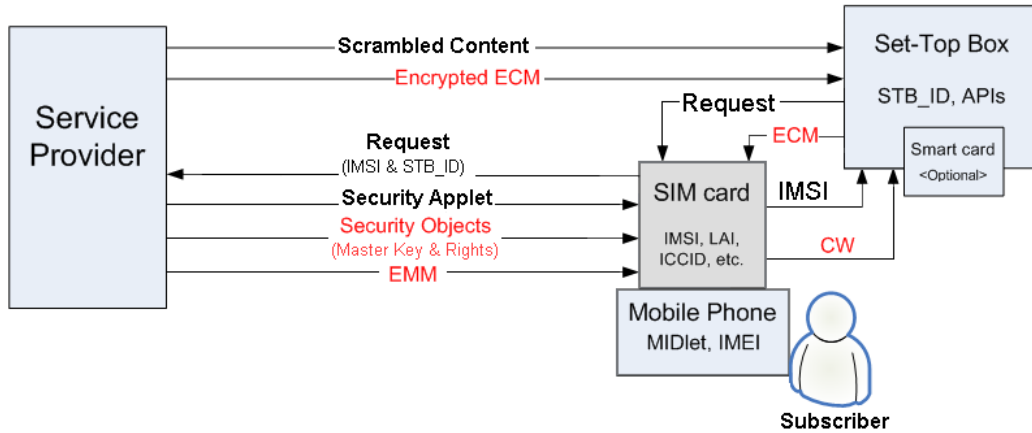 Scrambled Content
Encrypted ECM
Service
Provider
Set-Top Box
STB_ID, APIs
Smart card
<Optional>
Request
ECM
Request
(IMSI & STB_ID)
Security Applet
Security Objects
(Master Key & Rights)
EMM
SIM card
IMSI, LAI,
ICCID, etc.
IMSI
CW
Mobile Phone
MIDlet, IMEI
Subscriber